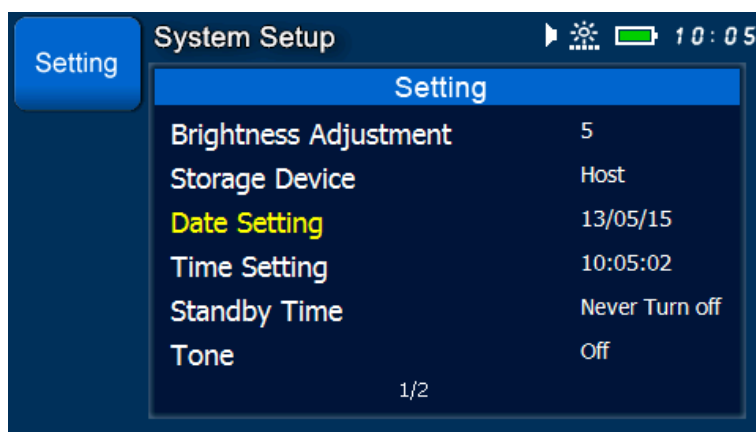 Setting
System Setup 10:05
Setting
Brightness Adjustment 5
Storage Device Host
Date Setting 13/05/15
Time Setting 10:05:02
Standby Time Never Turn off
Tone Off
1/2